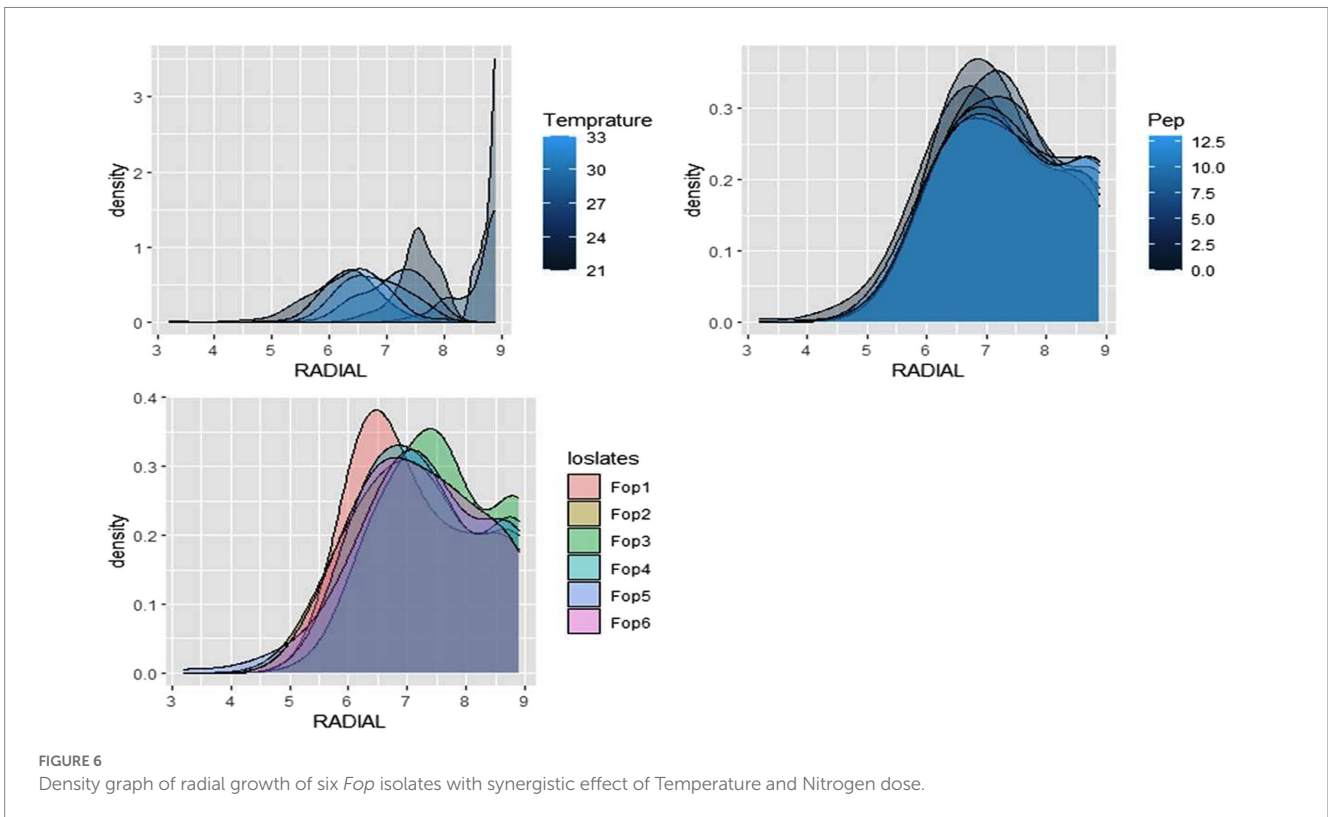 density
3
2
1
0
3 4 5 6 7 8 9
RADIAL
Temprature
33
30
27
24
21
density
0.3
0.2
0.1
0.0
3 4 5 6 7 8 9
RADIAL
Pep
12.5
10.0
7.5
5.0
2.5
0.0
density
0.4
0.3
0.2
0.1
0.0
3 4 5 6 7 8 9
RADIAL
Ioslates
Fop1
Fop2
Fop3
Fop4
Fop5
Fop6
FIGURE 6
Density graph of radial growth of six Fop isolates with synergistic effect of Temperature and Nitrogen dose.